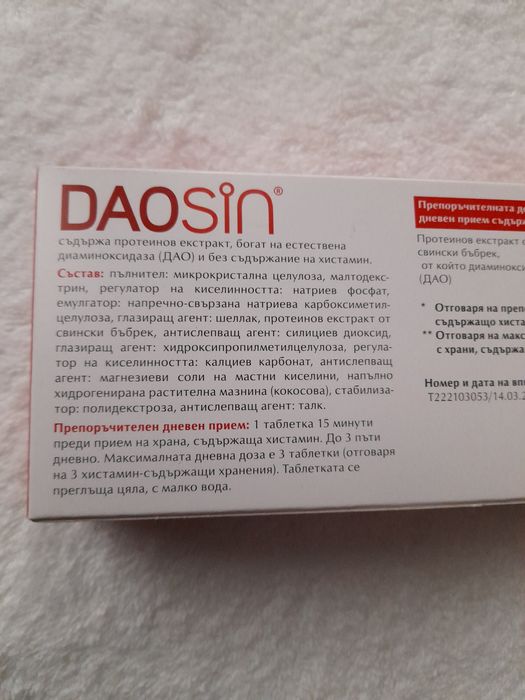 DAOSiN®
съдържа протеинов екстракт, богат на естествена
диаминоксидаза (ДАО) и без съдържание на хистамин.
Състав: пълнител: микрокристална целулоза, малтодекс-
трин, регулатор на киселинността: натриев фосфат,
емулгатор: напречно-свързана натриева карбоксиметил-
целулоза, глазиращ агент: шеллак, протеинов екстракт от
свински бъбрек, антислепващ агент: силициев диоксид,
глазиращ агент: хидроксипропилметилцелулоза, регула-
тор на киселинността: калциев карбонат, антислепващ
агент: магнезиеви соли на мастни киселини, напълно
хидрогенирана растителна мазнина (кокосова), стабилиза-
тор: полидекстроза, антислепващ агент: талк.
Препоръчителен дневен прием: 1 таблетка 15 минути
преди прием на храна, съдържаща хистамин. До 3 пъти
дневно. Максималната дневна доза е 3 таблетки (отговаря
на 3 хистамин-съдържащи хранения). Таблетката се
преглъща цяла, с малко вода.
Препоръчителната до
дневен прием съдърж
Протеинов екстракт
свински бъбрек,
от който диаминокс
(ДАО)
* Отговаря на препо
съдържащо хиста
** Отговаря на макс
с храни, съдържа
Номер и дата на вп
Т222103053/14.03.2